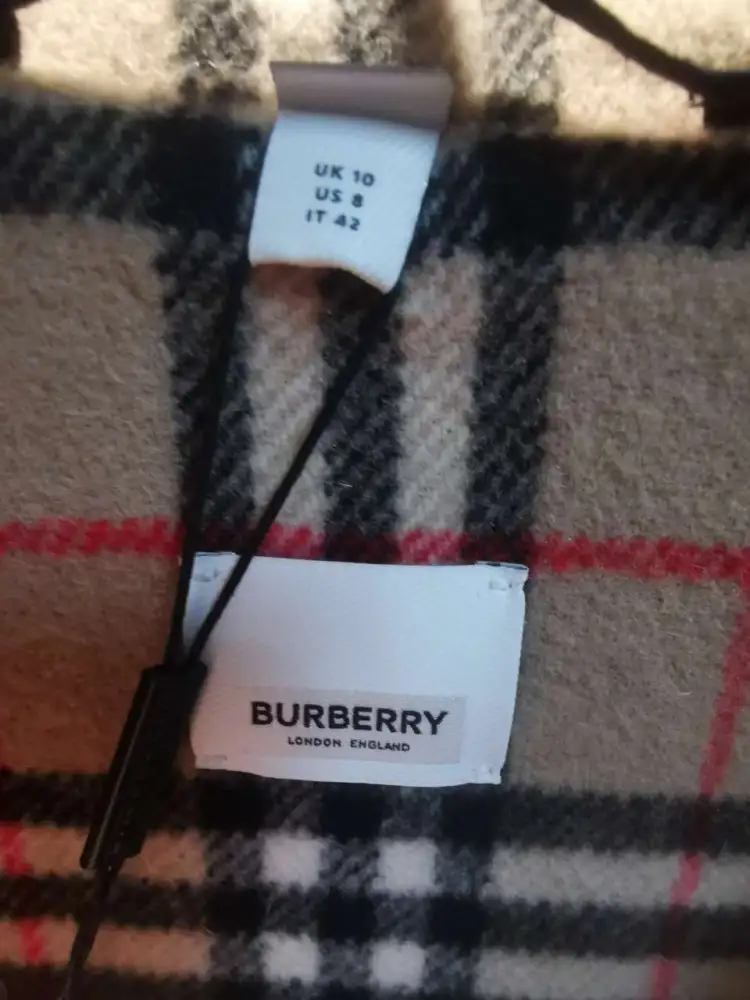 UK 10
US 8
IT 42
BURBERRY
LONDON ENGLAND